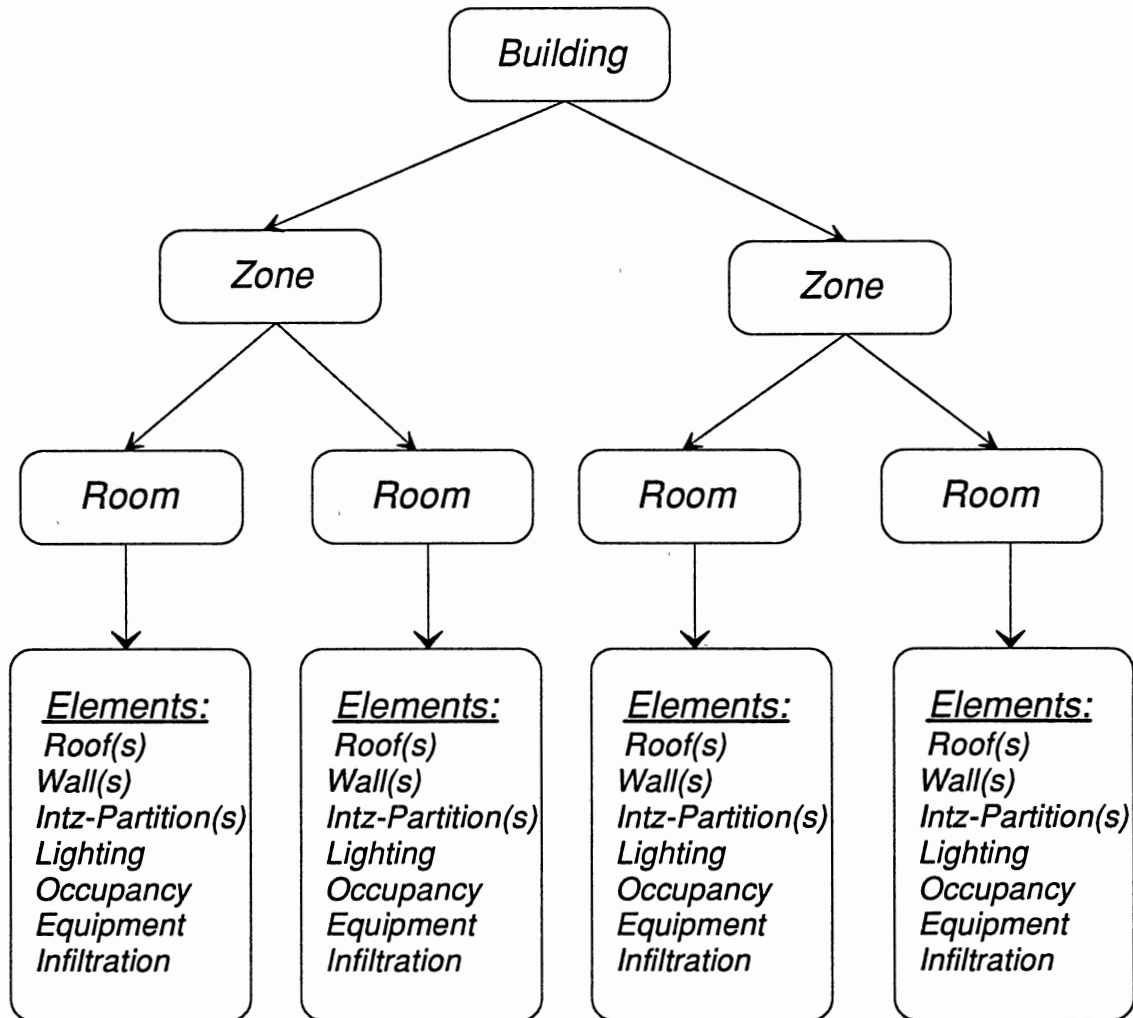 Building
Zone
Zone
Room
Room
Room
Room
Elements:
Roof(s)
Wall(s)
Intz-Partition(s)
Lighting
Occupancy
Equipment
Infiltration
Elements:
Roof(s)
Wall(s)
Intz-Partition(s)
Lighting
Occupancy
Equipment
Infiltration
Elements:
Roof(s)
Wall(s)
Intz-Partition(s)
Lighting
Occupancy
Equipment
Infiltration
Elements:
Roof(s)
Wall(s)
Intz-Partition(s)
Lighting
Occupancy
Equipment
Infiltration